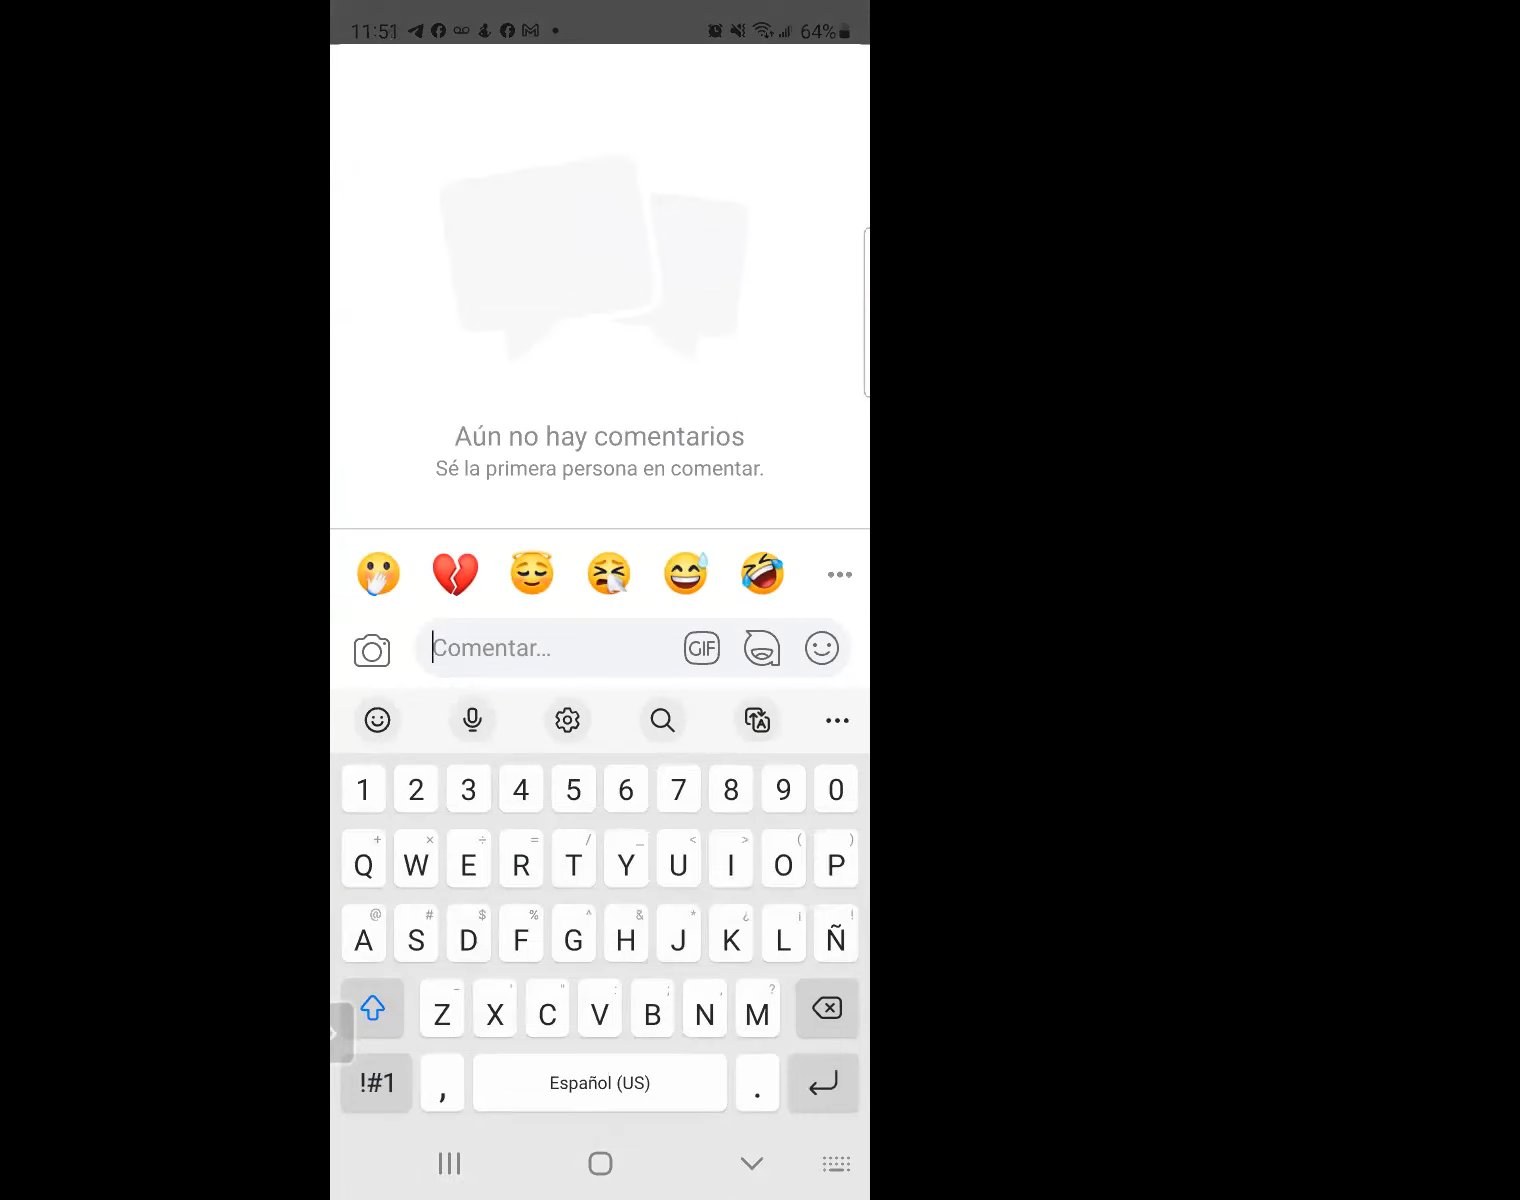 11:51
64%
Aún no hay comentarios
Sé la primera persona en comentar.
Comentar...
GIF
1 2 3 4 5 6 7 8 9 0
+ × ÷ = / _ < > ( )
Q W E R T Y U I O P
@ # $ % ^ & * ¿ ¡ !
A S D F G H J K L Ñ
- ' " : ; , ?
Z X C V B N M
!#1 , Español (US) .